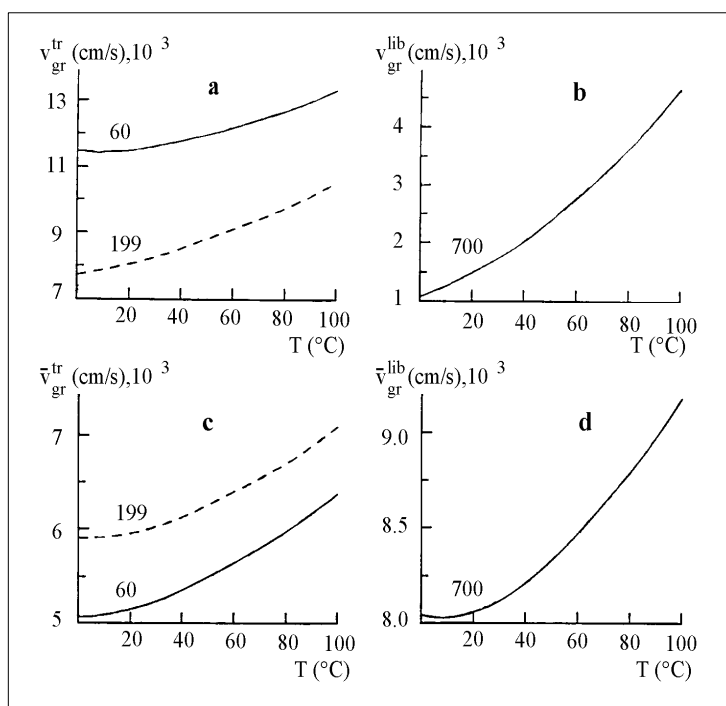 v_gr^tr (cm/s),10^3
a
13
11
9
7
60
199
20 40 60 80 100
T (°C)
v_gr^lib (cm/s),10^3
b
4
3
2
1
700
20 40 60 80 100
T (°C)
v̄_gr^tr (cm/s),10^3
c
7
6
5
199
60
20 40 60 80 100
T (°C)
v̄_gr^lib (cm/s),10^3
d
9.0
8.5
8.0
700
20 40 60 80 100
T (°C)